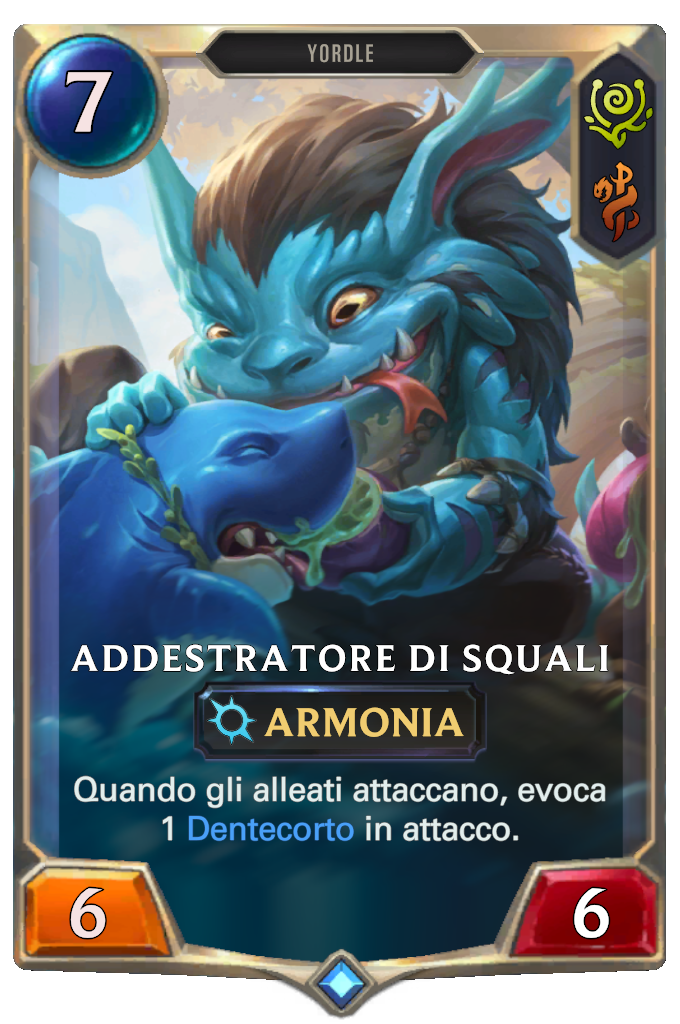 YORDLE
7
ADDESTRATORE DI SQUALI
ARMONIA
Quando gli alleati attaccano, evoca
1 Dentecorto in attacco.
6
6